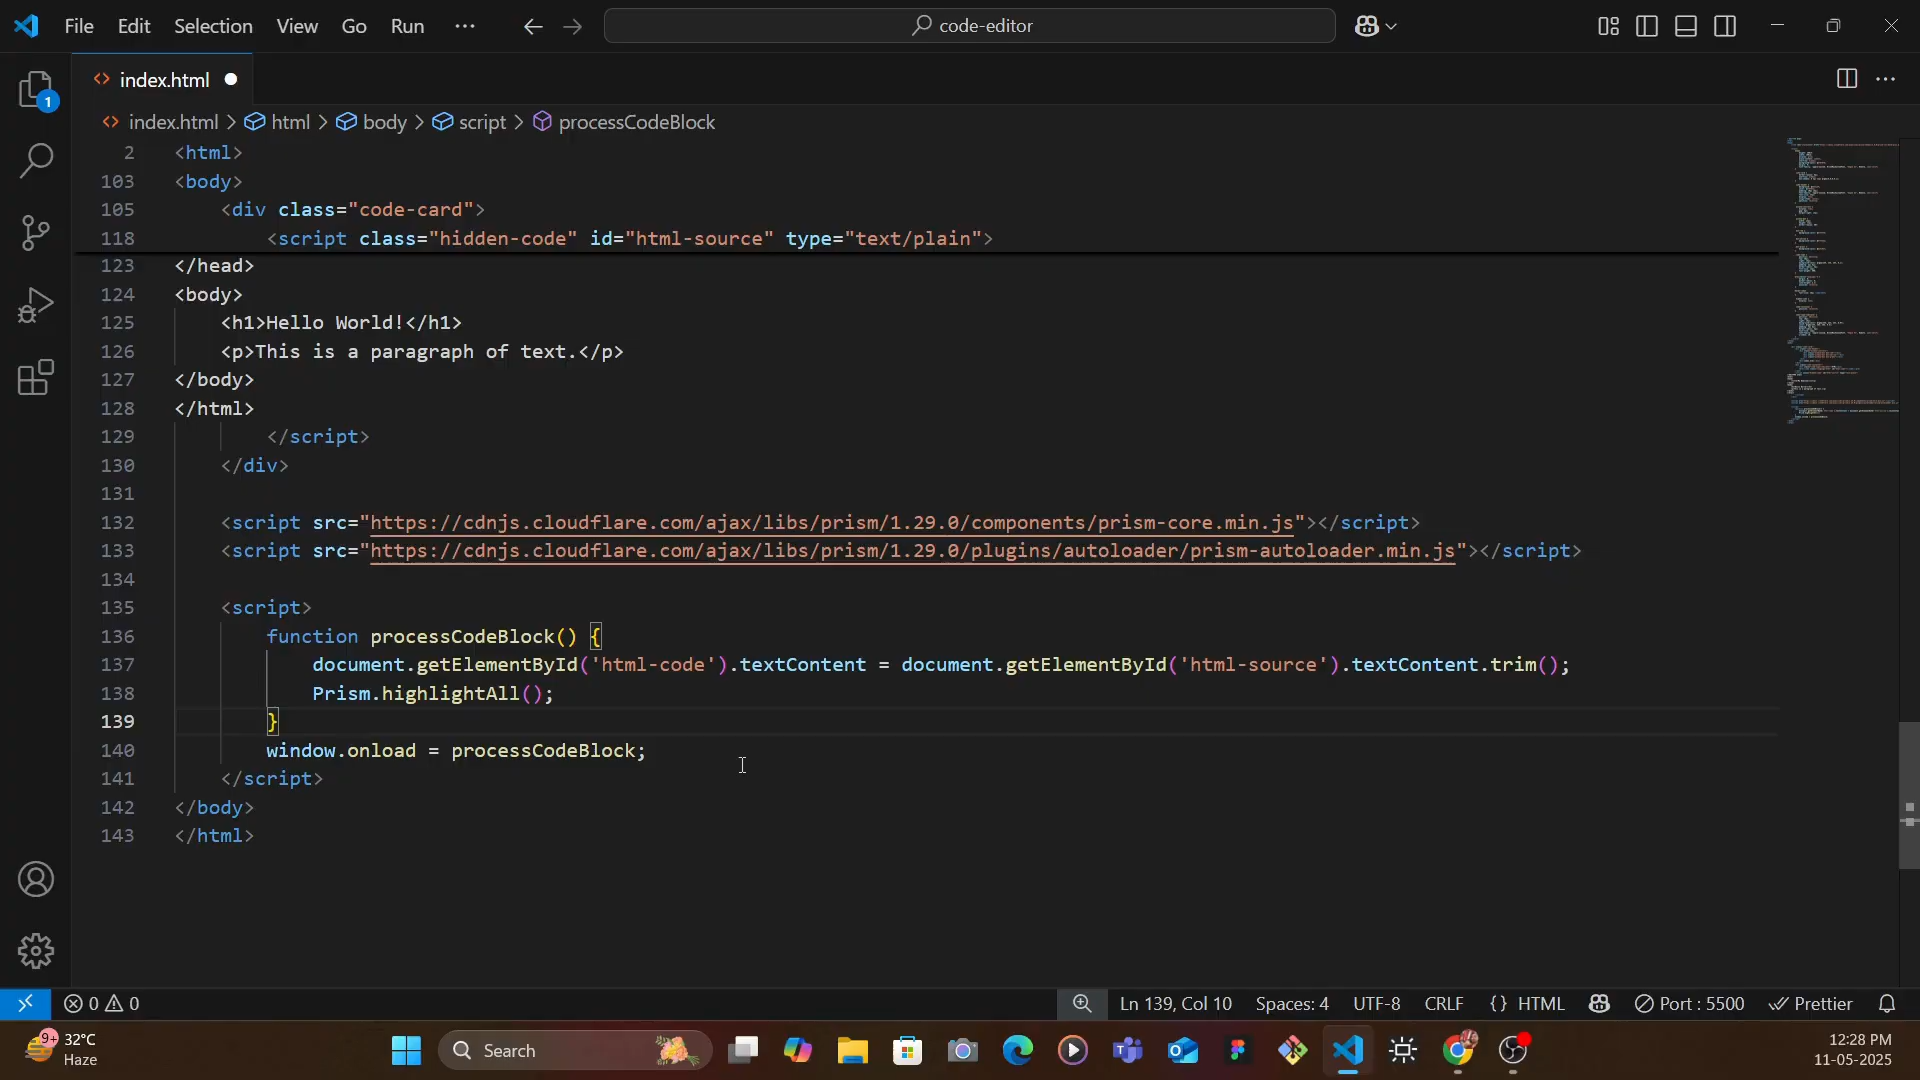 File Edit Selection View Go Run ··· code-editor
index.html
index.html > html > body > script > processCodeBlock
2 <html>
103 <body>
105 <div class="code-card">
118 <script class="hidden-code" id="html-source" type="text/plain">
123 </head>
124 <body>
125 <h1>Hello World!</h1>
126 <p>This is a paragraph of text.</p>
127 </body>
128 </html>
129 </script>
130 </div>
131
132 <script src="https://cdnjs.cloudflare.com/ajax/libs/prism/1.29.0/components/prism-core.min.js"></script>
133 <script src="https://cdnjs.cloudflare.com/ajax/libs/prism/1.29.0/plugins/autoloader/prism-autoloader.min.js"></script>
134
135 <script>
136 function processCodeBlock() {
137 document.getElementById('html-code').textContent = document.getElementById('html-source').textContent.trim();
138 Prism.highlightAll();
139 }
140 window.onload = processCodeBlock;
141 </script>
142 </body>
143 </html>
1
0 0 Ln 139, Col 10 Spaces: 4 UTF-8 CRLF {} HTML Port : 5500 Prettier
9+ 32°C
Haze
Search
12:28 PM
11-05-2025